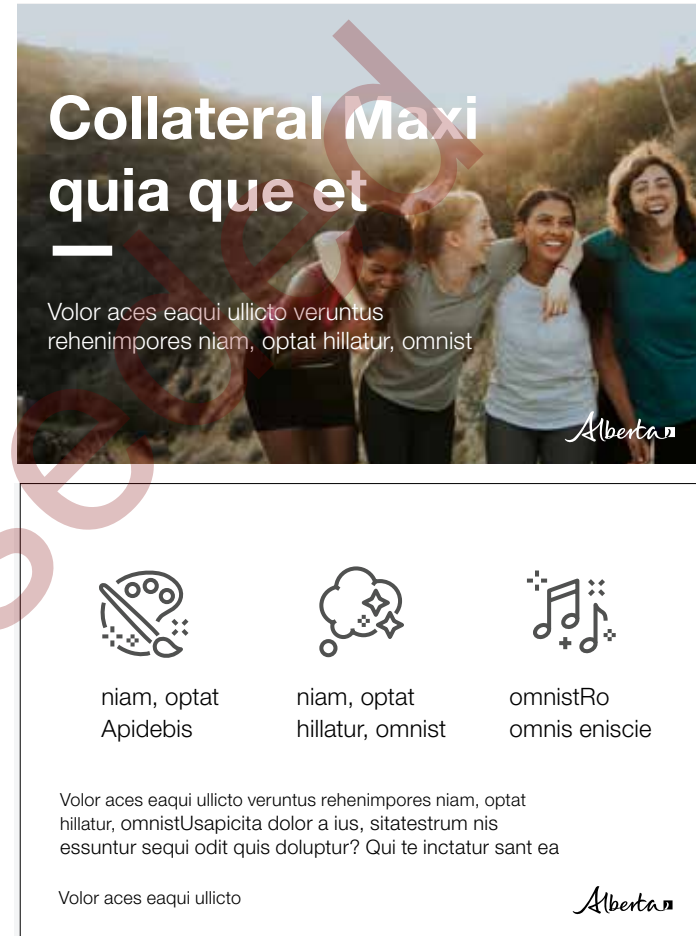 Collateral Maxi
quia que et
Volor aces eaqui ullicto veruntus
rehenimpores niam, optat hillatur, omnist
Alberta
niam, optat
Apidebis
niam, optat
hillatur, omnist
omnistRo
omnis eniscie
Volor aces eaqui ullicto veruntus rehenimpores niam, optat
hillatur, omnistUsapicita dolor a ius, sitatestrum nis
essuntur sequi odit quis doluptur? Qui te inctatur sant ea
Volor aces eaqui ullicto
Alberta